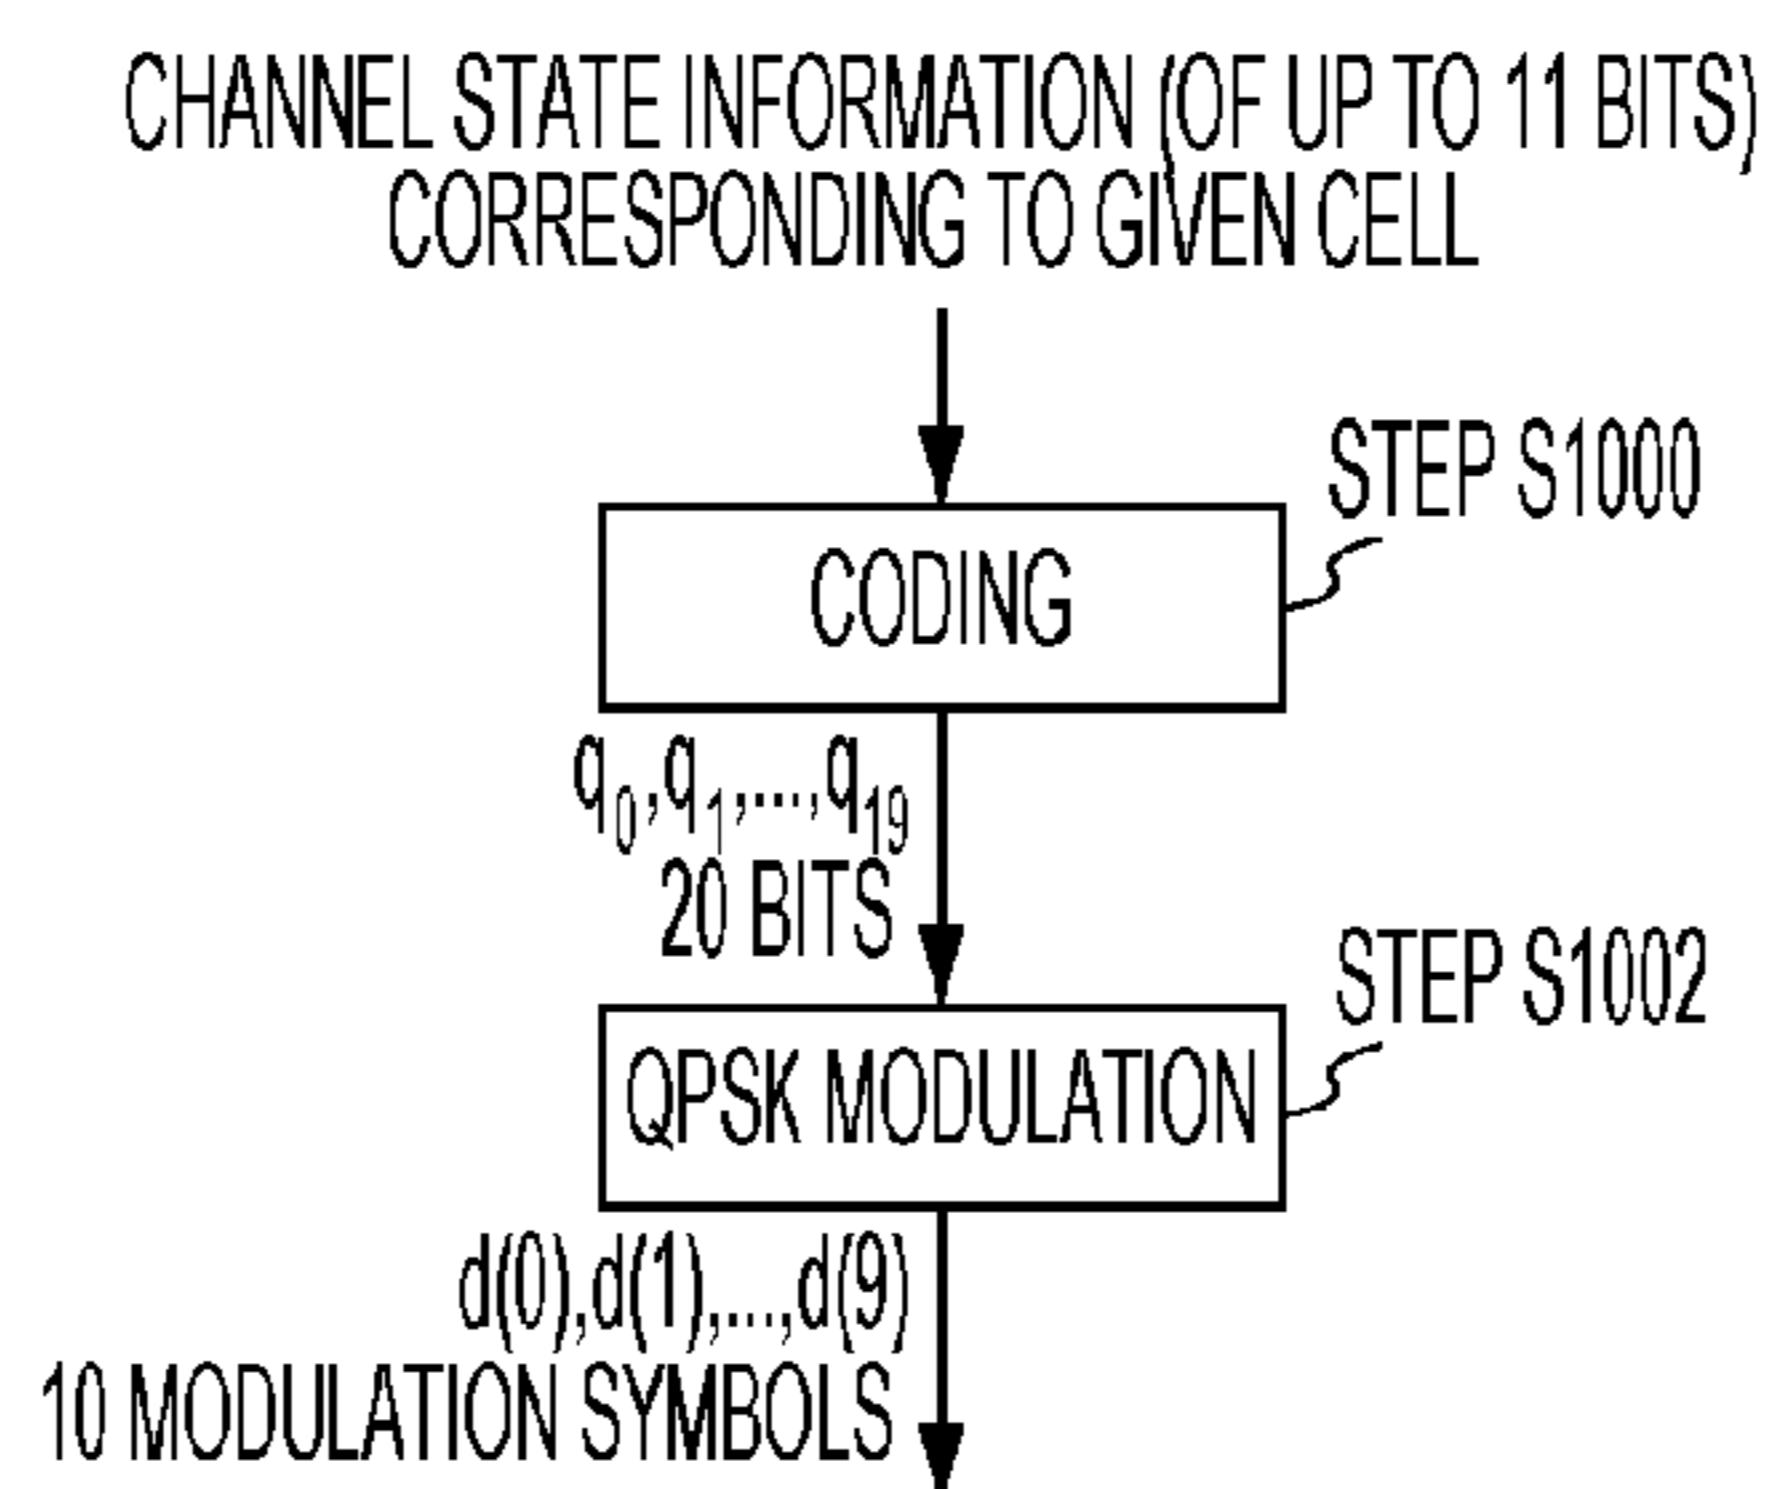 CHANNEL STATE INFORMATION (OF UP TO 11 BITS)
CORRESPONDING TO GIVEN CELL
STEP S1000
CODING
q0,q1,....,q19
20 BITS
STEP S1002
QPSK MODULATION
d(0),d(1),....,d(9)
10 MODULATION SYMBOLS